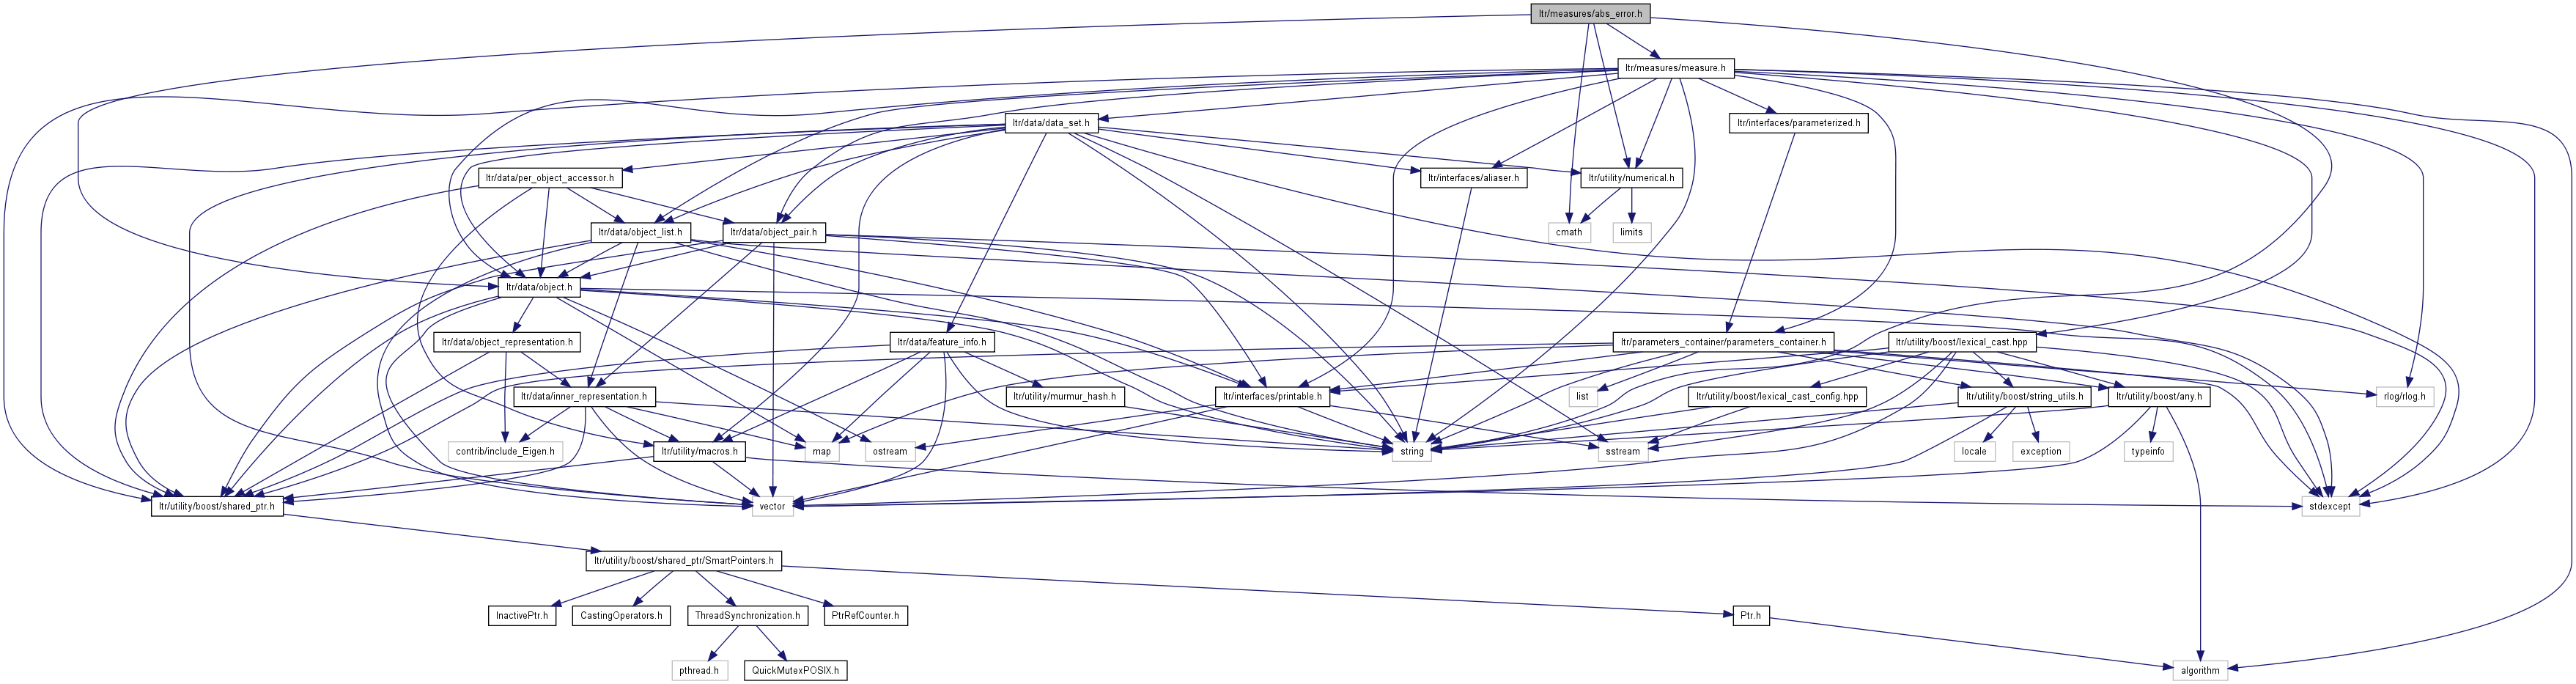 ltr/measures/abs_error.h
ltr/measures/measure.h
ltr/data/data_set.h
ltr/interfaces/parameterized.h
ltr/data/per_object_accessor.h
ltr/interfaces/aliaser.h
ltr/utility/numerical.h
ltr/data/object_list.h
ltr/data/object_pair.h
cmath
limits
ltr/data/object.h
ltr/data/object_representation.h
ltr/data/feature_info.h
ltr/parameters_container/parameters_container.h
ltr/utility/boost/lexical_cast.hpp
ltr/data/inner_representation.h
ltr/utility/murmur_hash.h
ltr/interfaces/printable.h
list
ltr/utility/boost/lexical_cast_config.hpp
ltr/utility/boost/string_utils.h
ltr/utility/boost/any.h
rlog/rlog.h
contrib/include_Eigen.h
ltr/utility/macros.h
map
ostream
string
sstream
locale
exception
typeinfo
ltr/utility/boost/shared_ptr.h
vector
stdexcept
ltr/utility/boost/shared_ptr/SmartPointers.h
InactivePtr.h
CastingOperators.h
ThreadSynchronization.h
PtrRefCounter.h
Ptr.h
pthread.h
QuickMutexPOSIX.h
algorithm